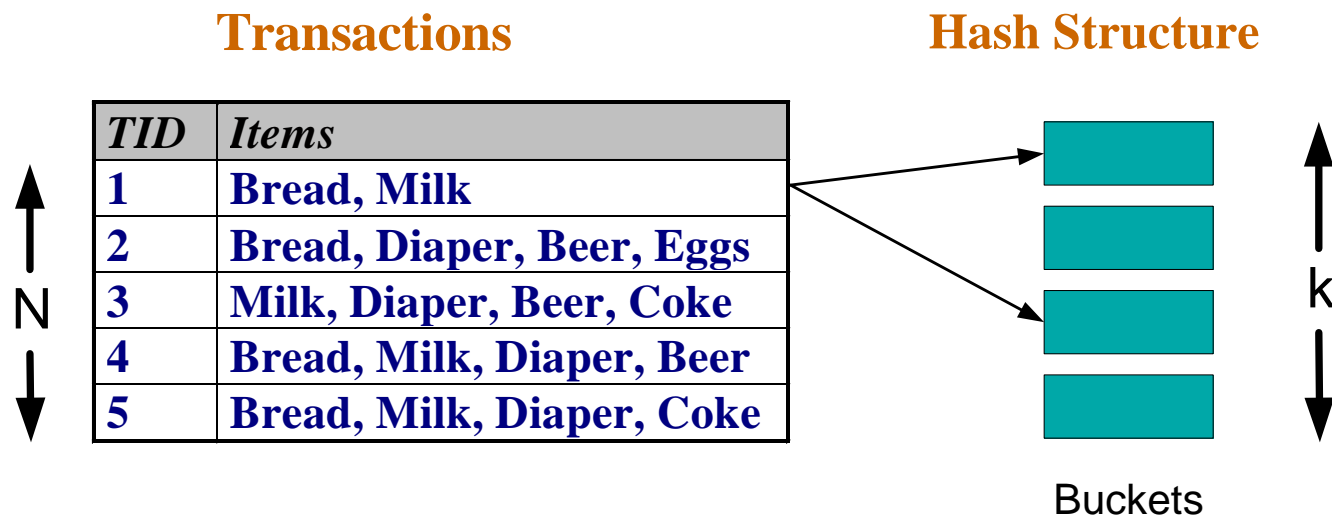 Transactions
Hash Structure
TID Items
1 Bread, Milk
2 Bread, Diaper, Beer, Eggs
3 Milk, Diaper, Beer, Coke
4 Bread, Milk, Diaper, Beer
5 Bread, Milk, Diaper, Coke
N
k
Buckets